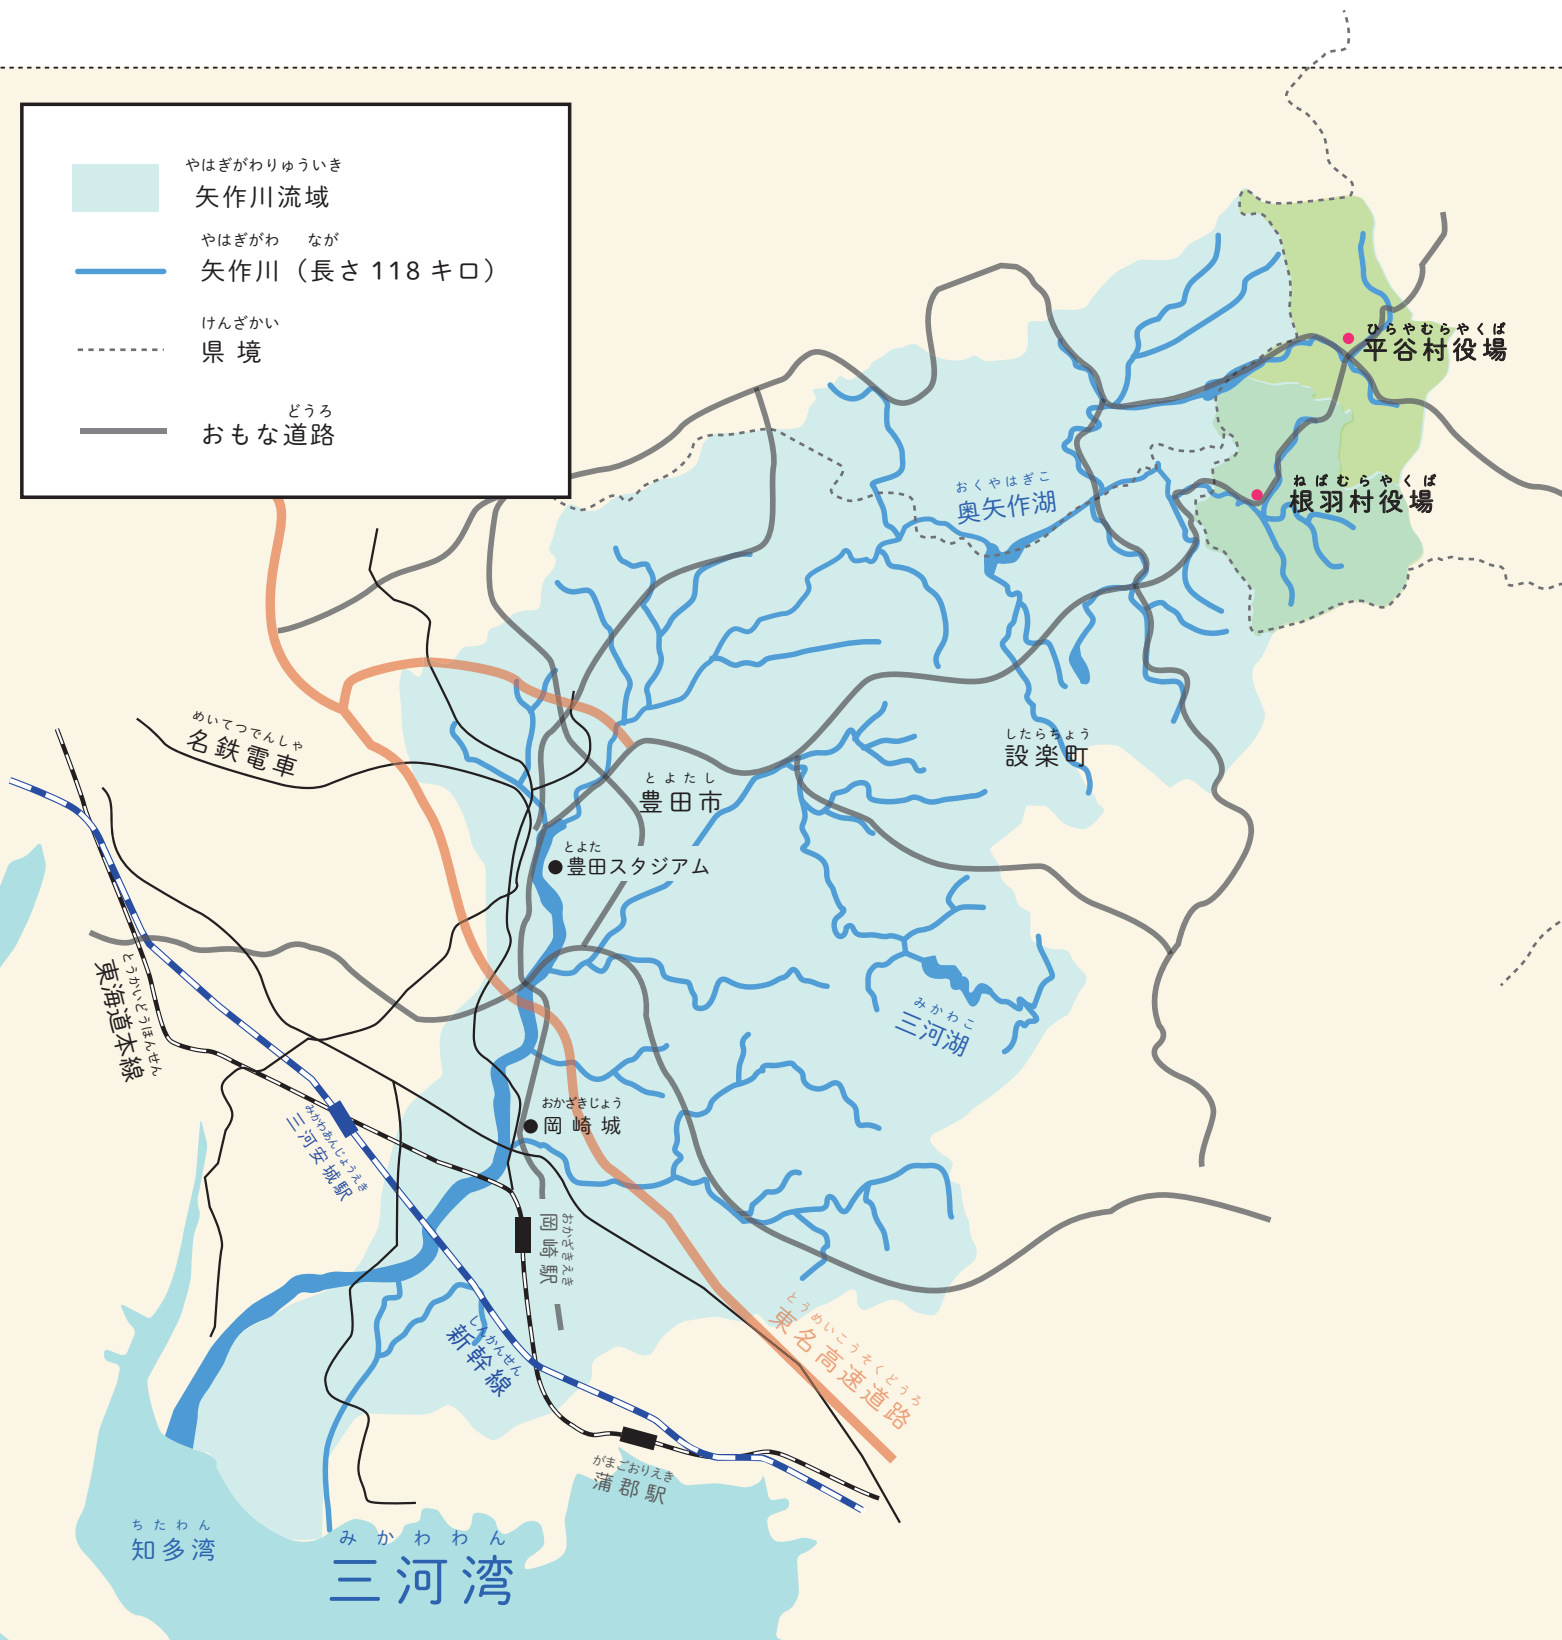 やはぎがわりゅういき
矢作川流域
やはぎがわ なが
矢作川（長さ 118 キロ）
けんざかい
県 境
どうろ
おもな道路
ひらやむらやくば
平谷村役場
ねばむらやくば
根羽村役場
おくやはぎこ
奥矢作湖
したらちょう
設楽町
めいてつでんしゃ
名鉄電車
とよたし
豊田市
とよた
豊田スタジアム
とうかいどうほんせん
東海道本線
みかわこ
三河湖
おかざきじょう
岡崎城
みかわあんじょうえき
三河安城駅
おかざきえき
岡崎駅
しんかんせん
新幹線
とうめいこうそくどうろ
東名高速道路
がまごおりえき
蒲郡駅
ちたわん
知多湾
みかわわん
三河湾